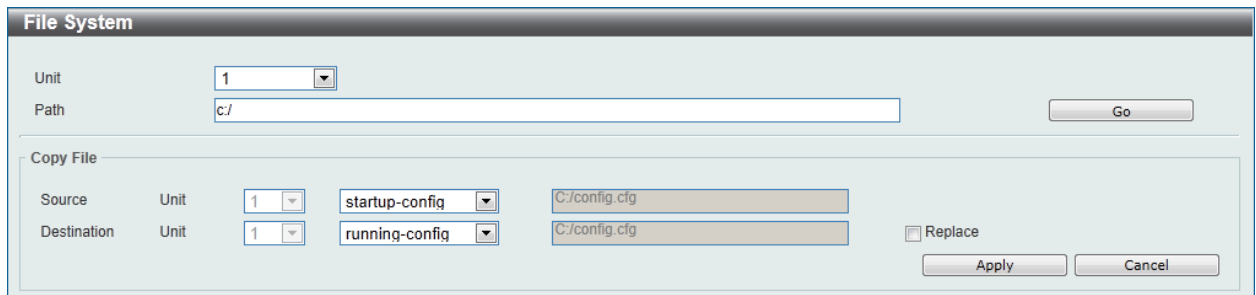 File System
Unit 1
Path c:/ Go
Copy File
Source Unit 1 startup-config C:/config.cfg
Destination Unit 1 running-config C:/config.cfg Replace
Apply Cancel